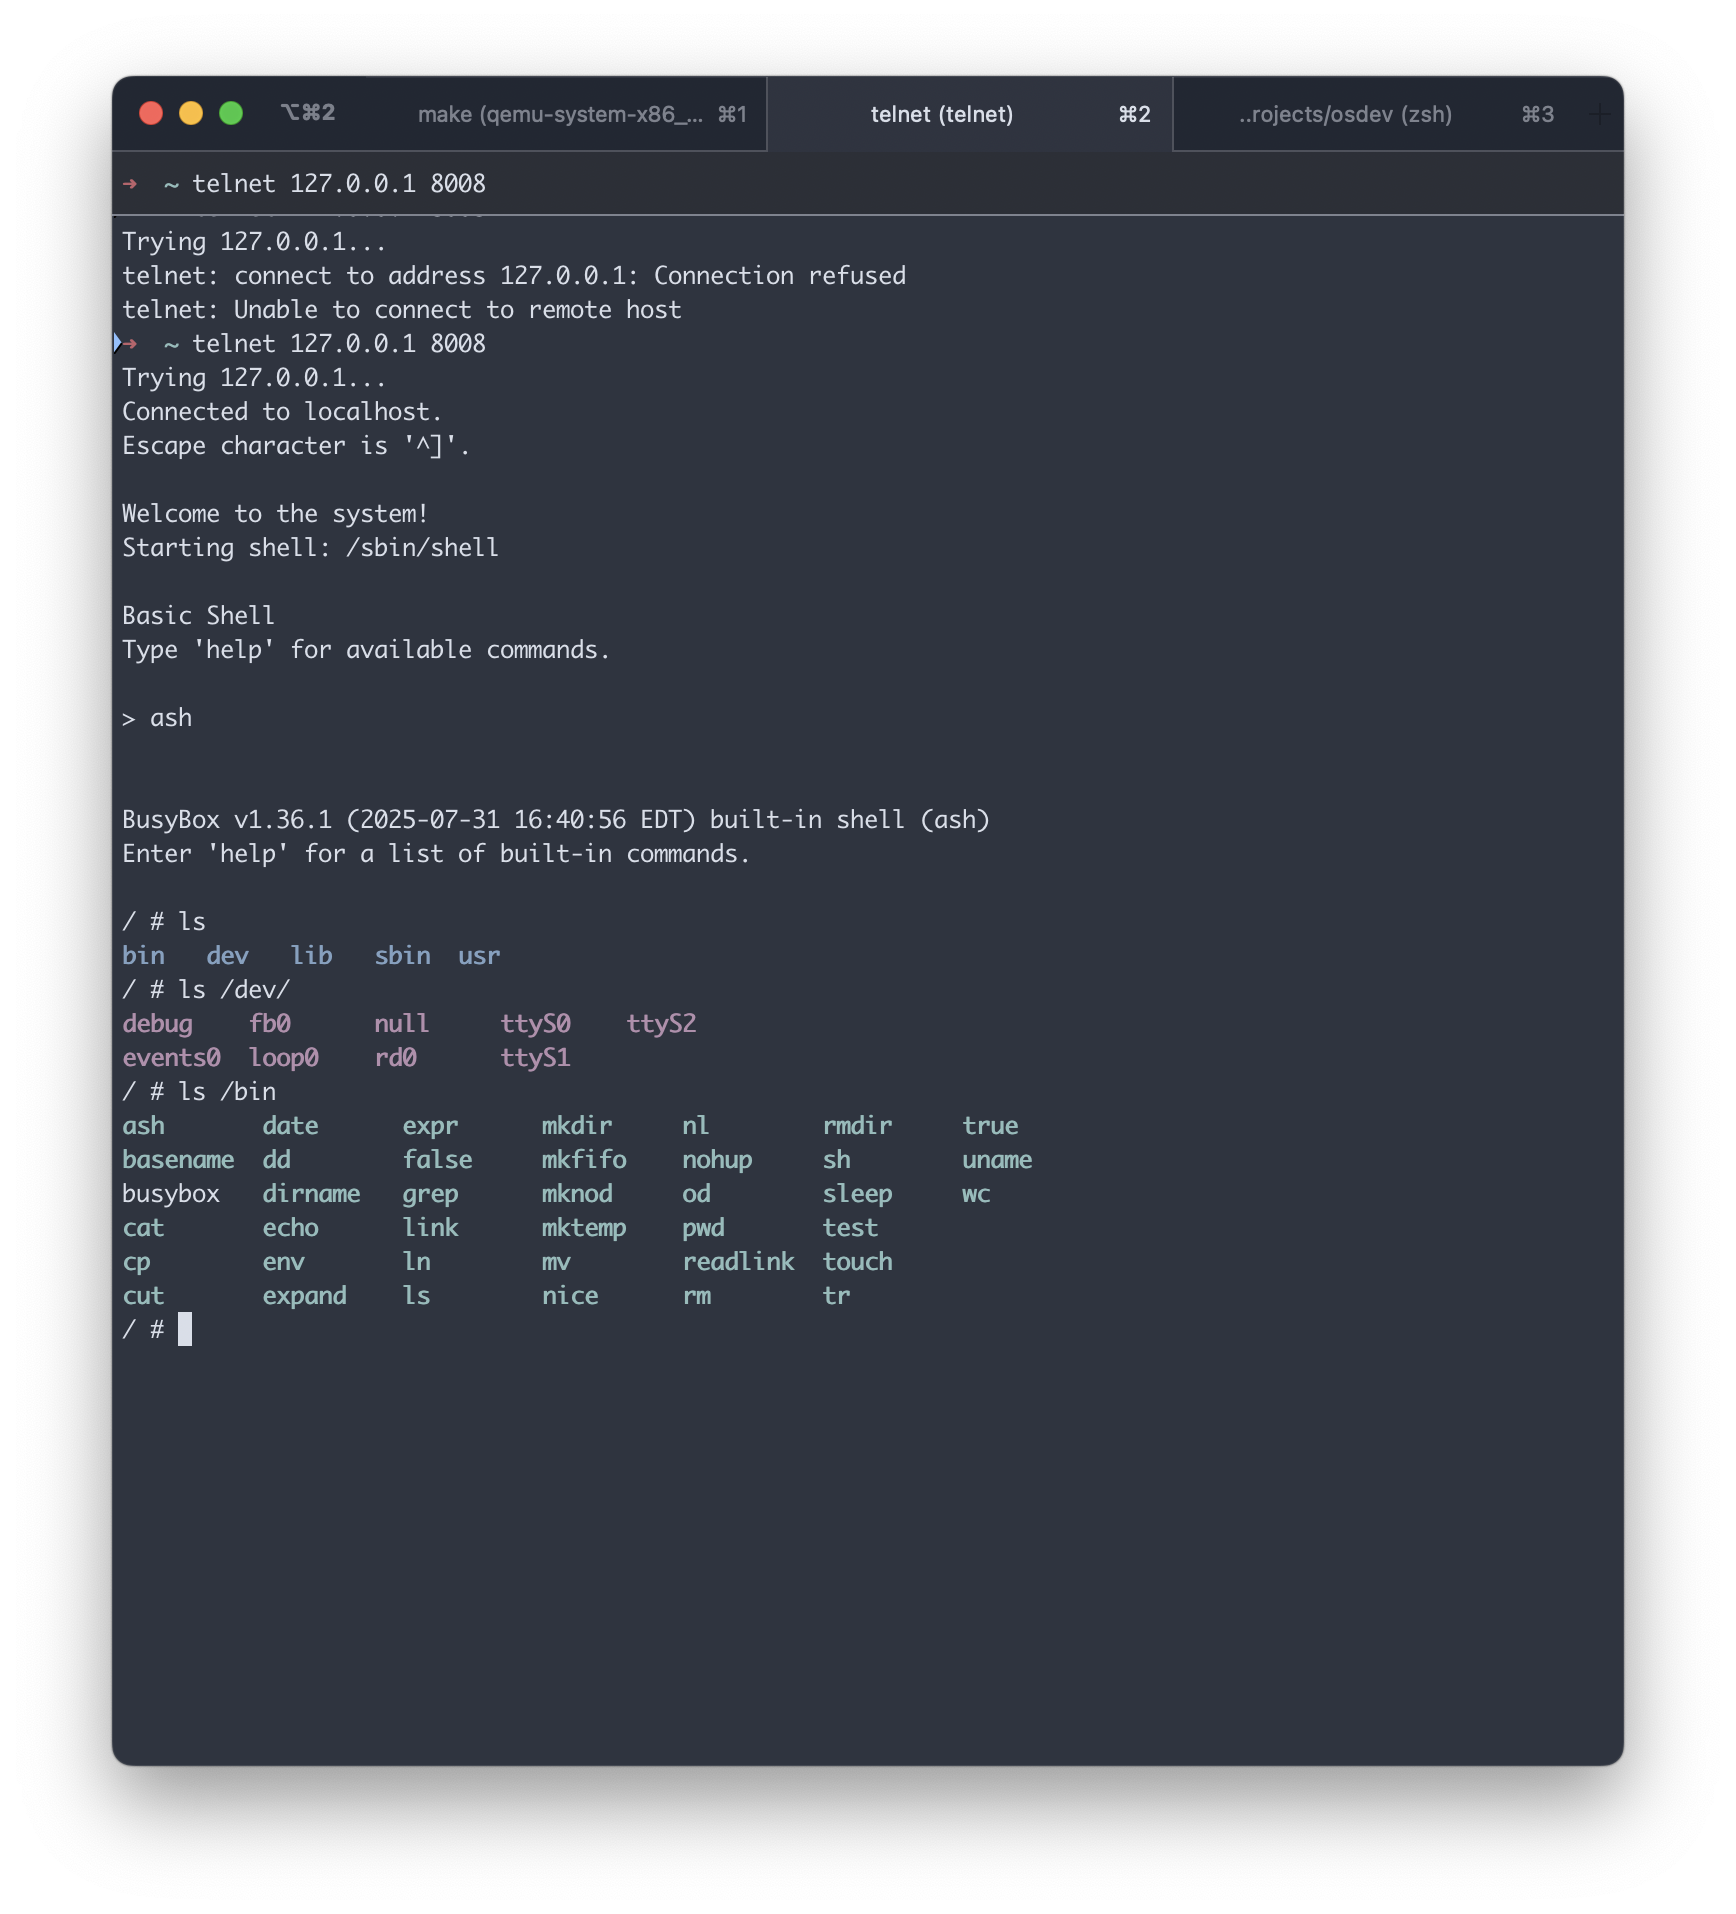 ⌥⌘2 make (qemu-system-x86_... ⌘1 telnet (telnet) ⌘2 ..rojects/osdev (zsh) ⌘3 +
➜  ~ telnet 127.0.0.1 8008
Trying 127.0.0.1...
telnet: connect to address 127.0.0.1: Connection refused
telnet: Unable to connect to remote host
➜  ~ telnet 127.0.0.1 8008
Trying 127.0.0.1...
Connected to localhost.
Escape character is '^]'.
Welcome to the system!
Starting shell: /sbin/shell
Basic Shell
Type 'help' for available commands.
> ash
BusyBox v1.36.1 (2025-07-31 16:40:56 EDT) built-in shell (ash)
Enter 'help' for a list of built-in commands.
/ # ls
bin   dev   lib   sbin  usr
/ # ls /dev/
debug    fb0      null     ttyS0    ttyS2
events0  loop0    rd0      ttyS1
/ # ls /bin
ash       date      expr      mkdir     nl        rmdir     true
basename  dd        false     mkfifo    nohup     sh        uname
busybox   dirname   grep      mknod     od        sleep     wc
cat       echo      link      mktemp    pwd       test
cp        env       ln        mv        readlink  touch
cut       expand    ls        nice      rm        tr
/ #